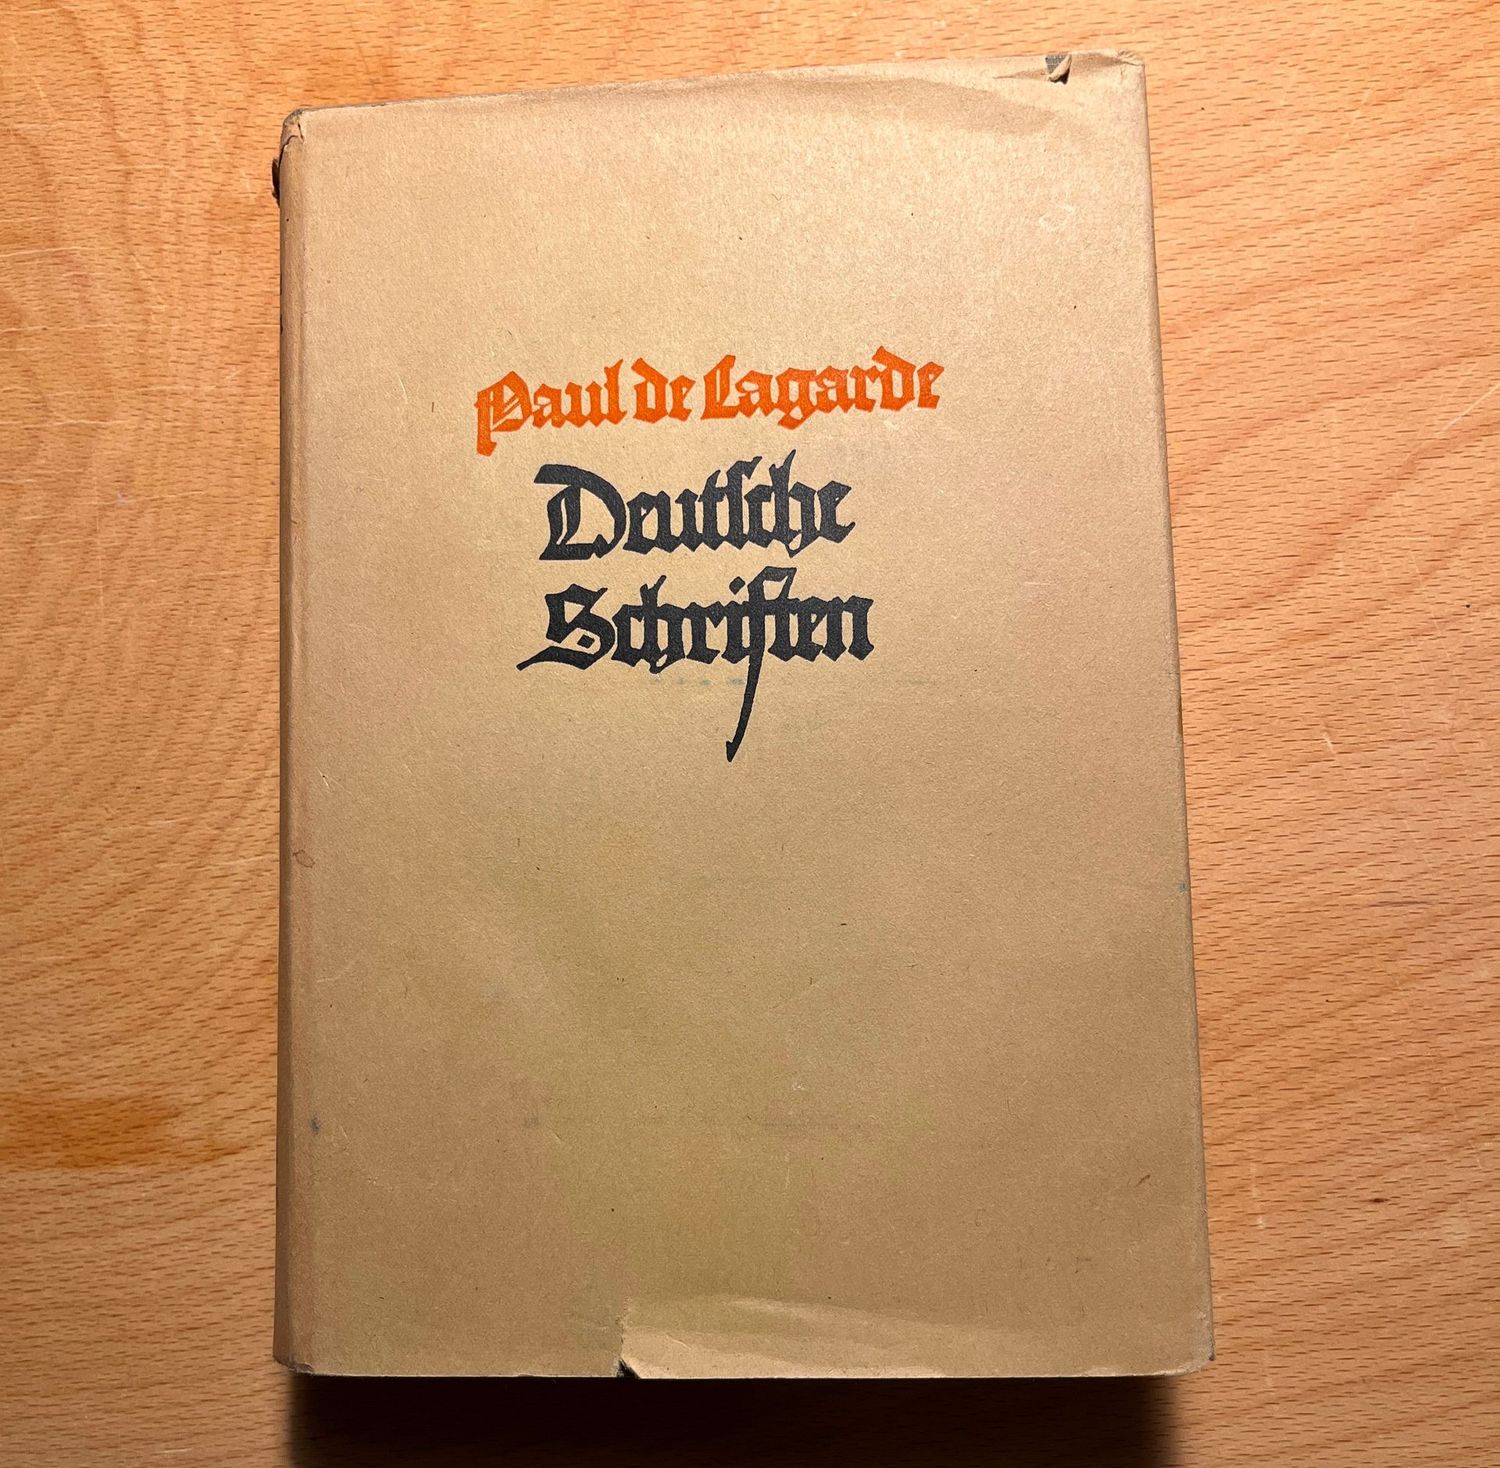 Paul de Lagarde
Deutſche
Schriften